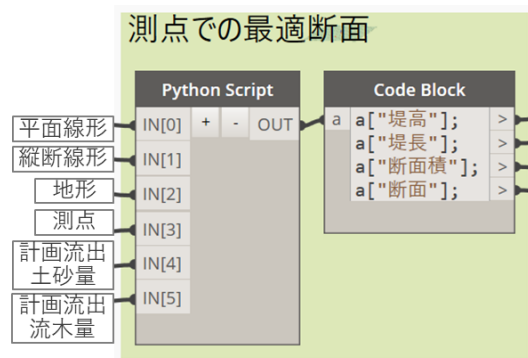 測点での最適断面
Python Script
IN[0] + - OUT
IN[1]
IN[2]
IN[3]
IN[4]
IN[5]
平面線形
縦断線形
地形
測点
計画流出
土砂量
計画流出
流木量
Code Block
a a["堤高"]; >
a["堤長"]; >
a["断面積"]; >
a["断面"]; >